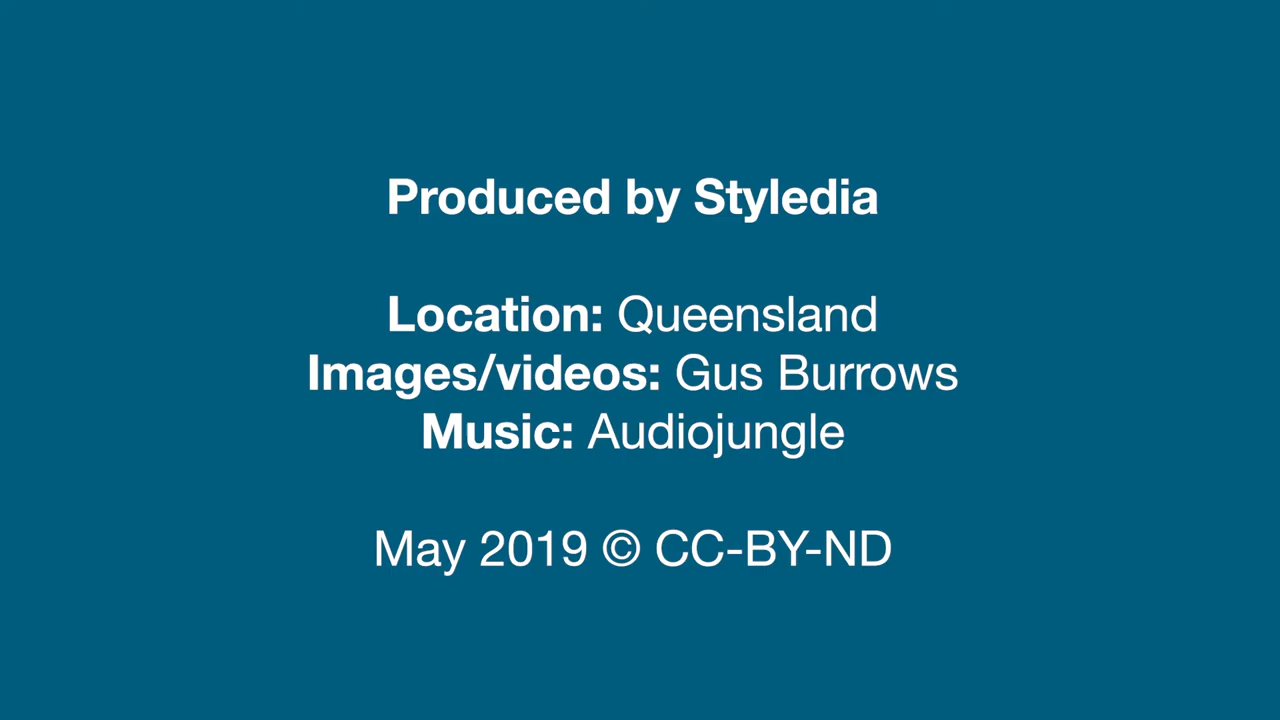 Produced by Styledia
Location: Queensland
Images/videos: Gus Burrows
Music: Audiojungle
May 2019 © CC-BY-ND